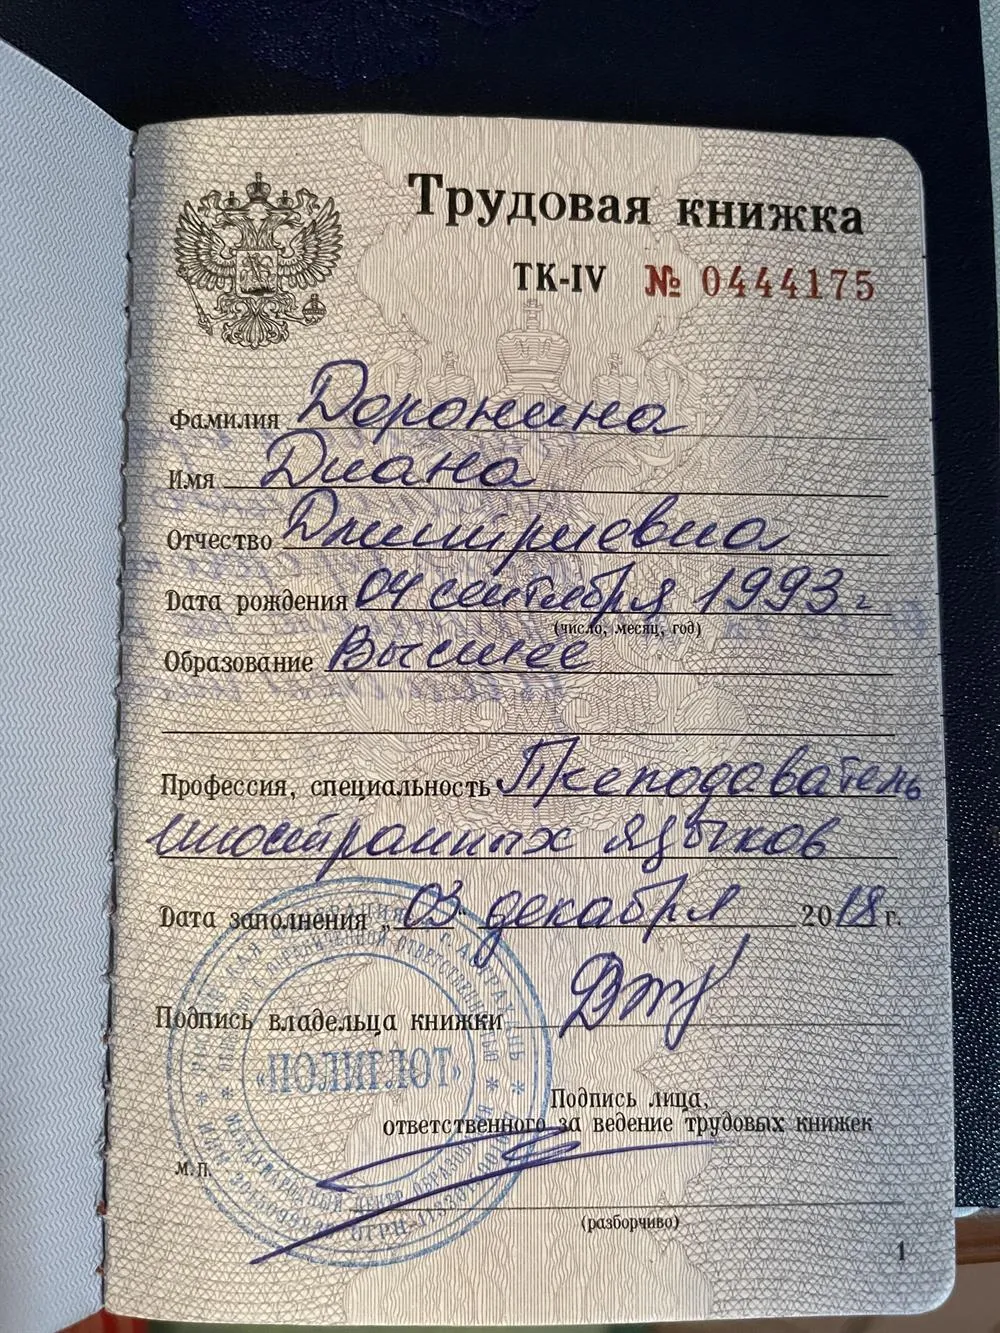 Трудовая книжка
ТК-IV № 0444175
Фамилия Доронина
Имя Диана
Отчество Дмитриевна
Дата рождения 04 сентября 1993 г.
(число, месяц, год)
Образование Высшее
Профессия, специальность Преподаватель
иностранных языков
Дата заполнения „03“ декабря 2018 г.
Подпись владельца книжки
«ПОЛИГЛОТ»
Подпись лица,
ответственного за ведение трудовых книжек
М.П.
(разборчиво)
1